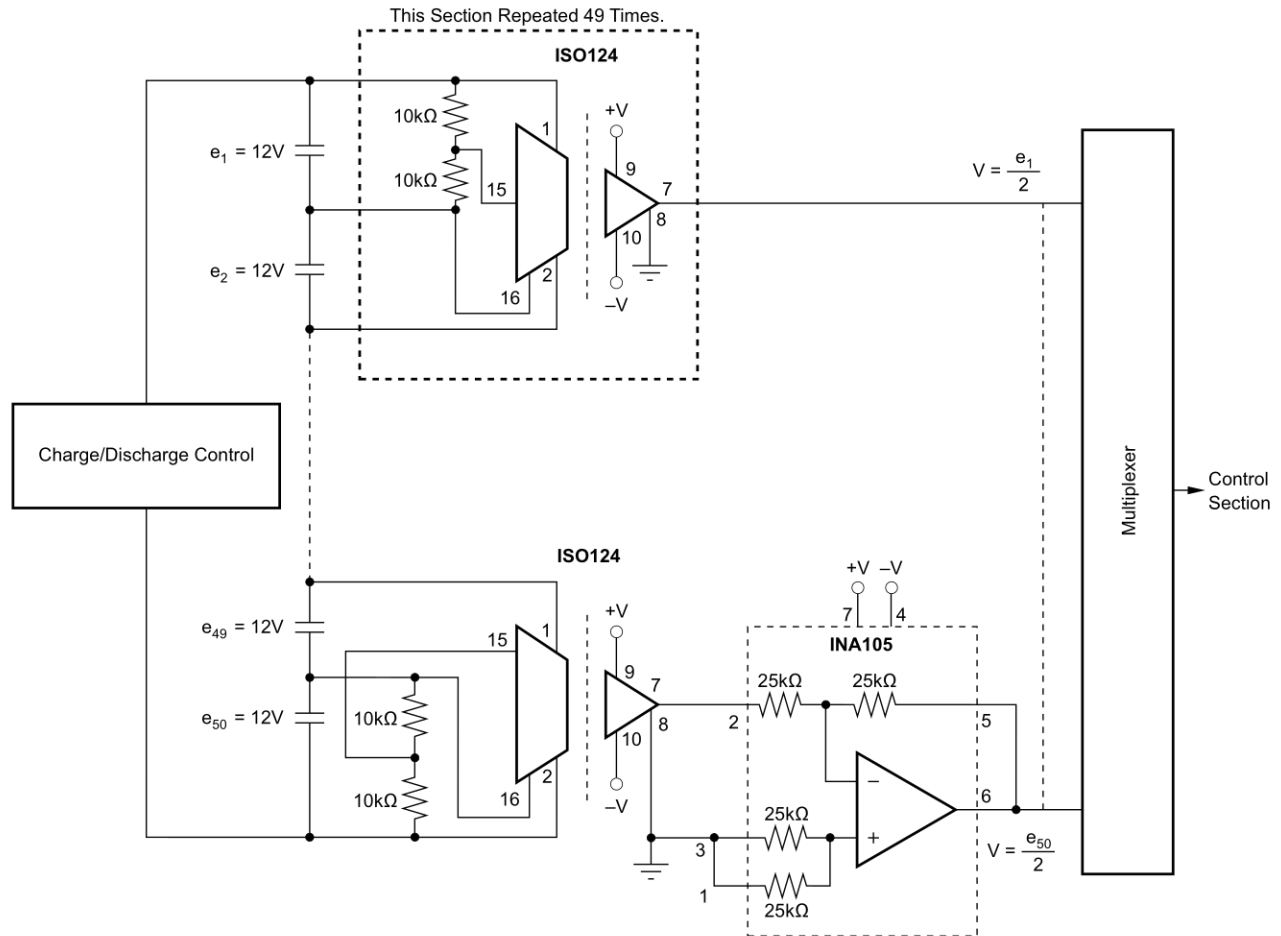 This Section Repeated 49 Times.
ISO124
10kΩ
10kΩ
1
15
2
16
+V
9
7
8
10
–V
e1 = 12V
e2 = 12V
V = e1/2
Charge/Discharge Control
Multiplexer
Control
Section
ISO124
e49 = 12V
e50 = 12V
15
1
10kΩ
10kΩ
2
16
+V
9
7
8
10
–V
+V –V
7 4
INA105
25kΩ 25kΩ
2
5
–
+
6
25kΩ
3
1
25kΩ
V = e50/2